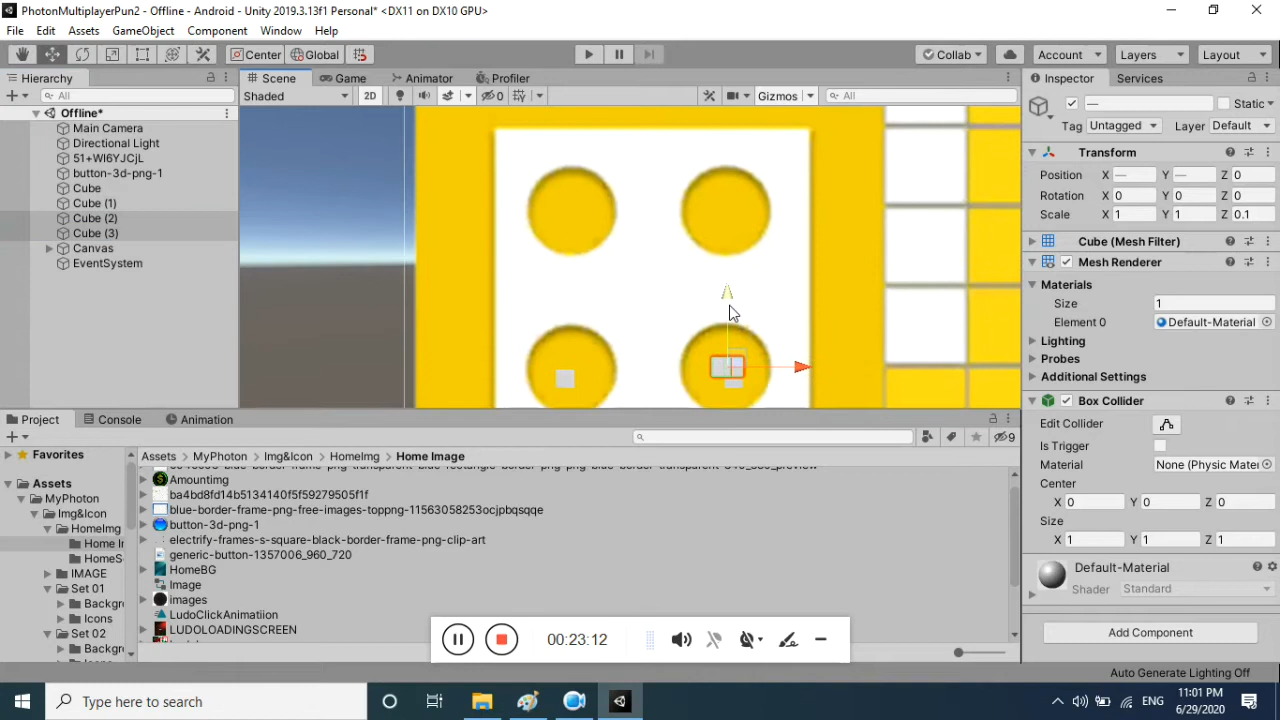 PhotonMultiplayerPun2 - Offline - Android - Unity 2019.3.13f1 Personal* <DX11 on DX10 GPU>
File Edit Assets GameObject Component Window Help
Center Global Collab Account Layers Layout
Hierarchy
All
Offline*
Main Camera
Directional Light
51+WI6YJCjL
button-3d-png-1
Cube
Cube (1)
Cube (2)
Cube (3)
Canvas
EventSystem
Scene Game Animator Profiler
Shaded 2D 0 Gizmos All
Inspector Services
— Static
Tag Untagged Layer Default
Transform
Position X — Y — Z 0
Rotation X 0 Y 0 Z 0
Scale X 1 Y 1 Z 0.1
Cube (Mesh Filter)
Mesh Renderer
Materials
Size 1
Element 0 Default-Material
Lighting
Probes
Additional Settings
Box Collider
Edit Collider
Is Trigger
Material None (Physic Mater
Center
X 0 Y 0 Z 0
Size
X 1 Y 1 Z 1
Default-Material
Shader Standard
Add Component
Auto Generate Lighting Off
Project Console Animation
9
Favorites
Assets
MyPhoton
Img&Icon
HomeImg
Home Ir
HomeS
IMAGE
Set 01
Backgr
Icons
Set 02
Backgr
Assets MyPhoton Img&Icon HomeImg Home Image
Amountimg
ba4bd8fd14b5134140f5f59279505f1f
blue-border-frame-png-free-images-toppng-11563058253ocjpbqsqqe
button-3d-png-1
electrify-frames-s-square-black-border-frame-png-clip-art
generic-button-1357006_960_720
HomeBG
Image
images
LudoClickAnimatiion
LUDOLOADINGSCREEN
00:23:12
Type here to search
ENG
11:01 PM
6/29/2020